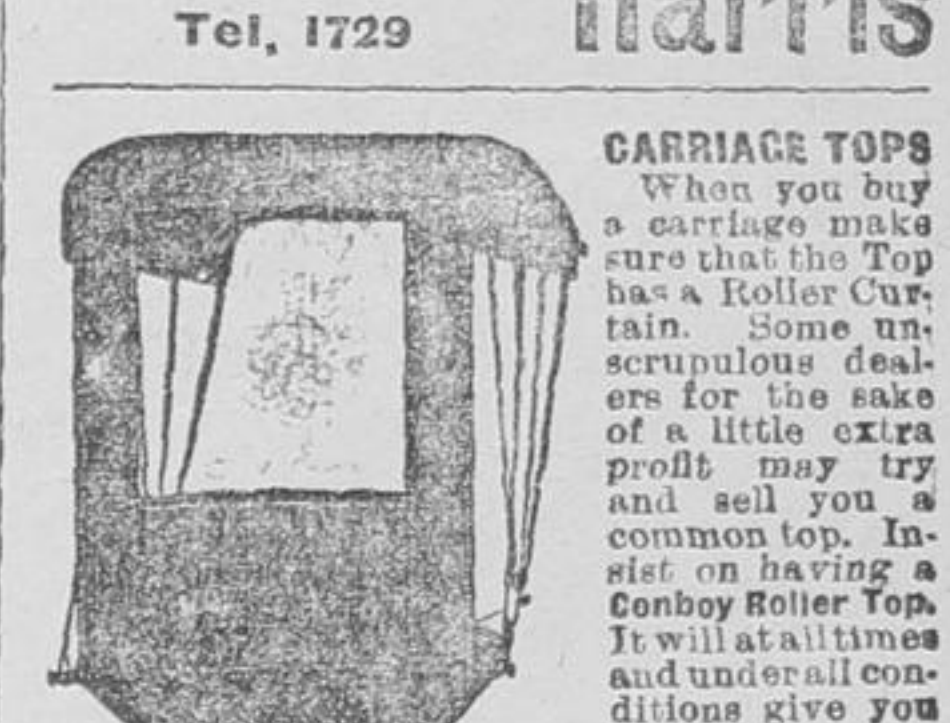 Tel, 1729
Harris
CARRIAGE TOPS
When you buy
a carriage make
sure that the Top
has a Roller Cur-
tain. Some un-
scrupulous deal-
ers for the sake
of a little extra
profit may try
and sell you a
common top. In-
sist on having a
Conboy Roller Top.
It will at all times
and under all con-
ditions give you